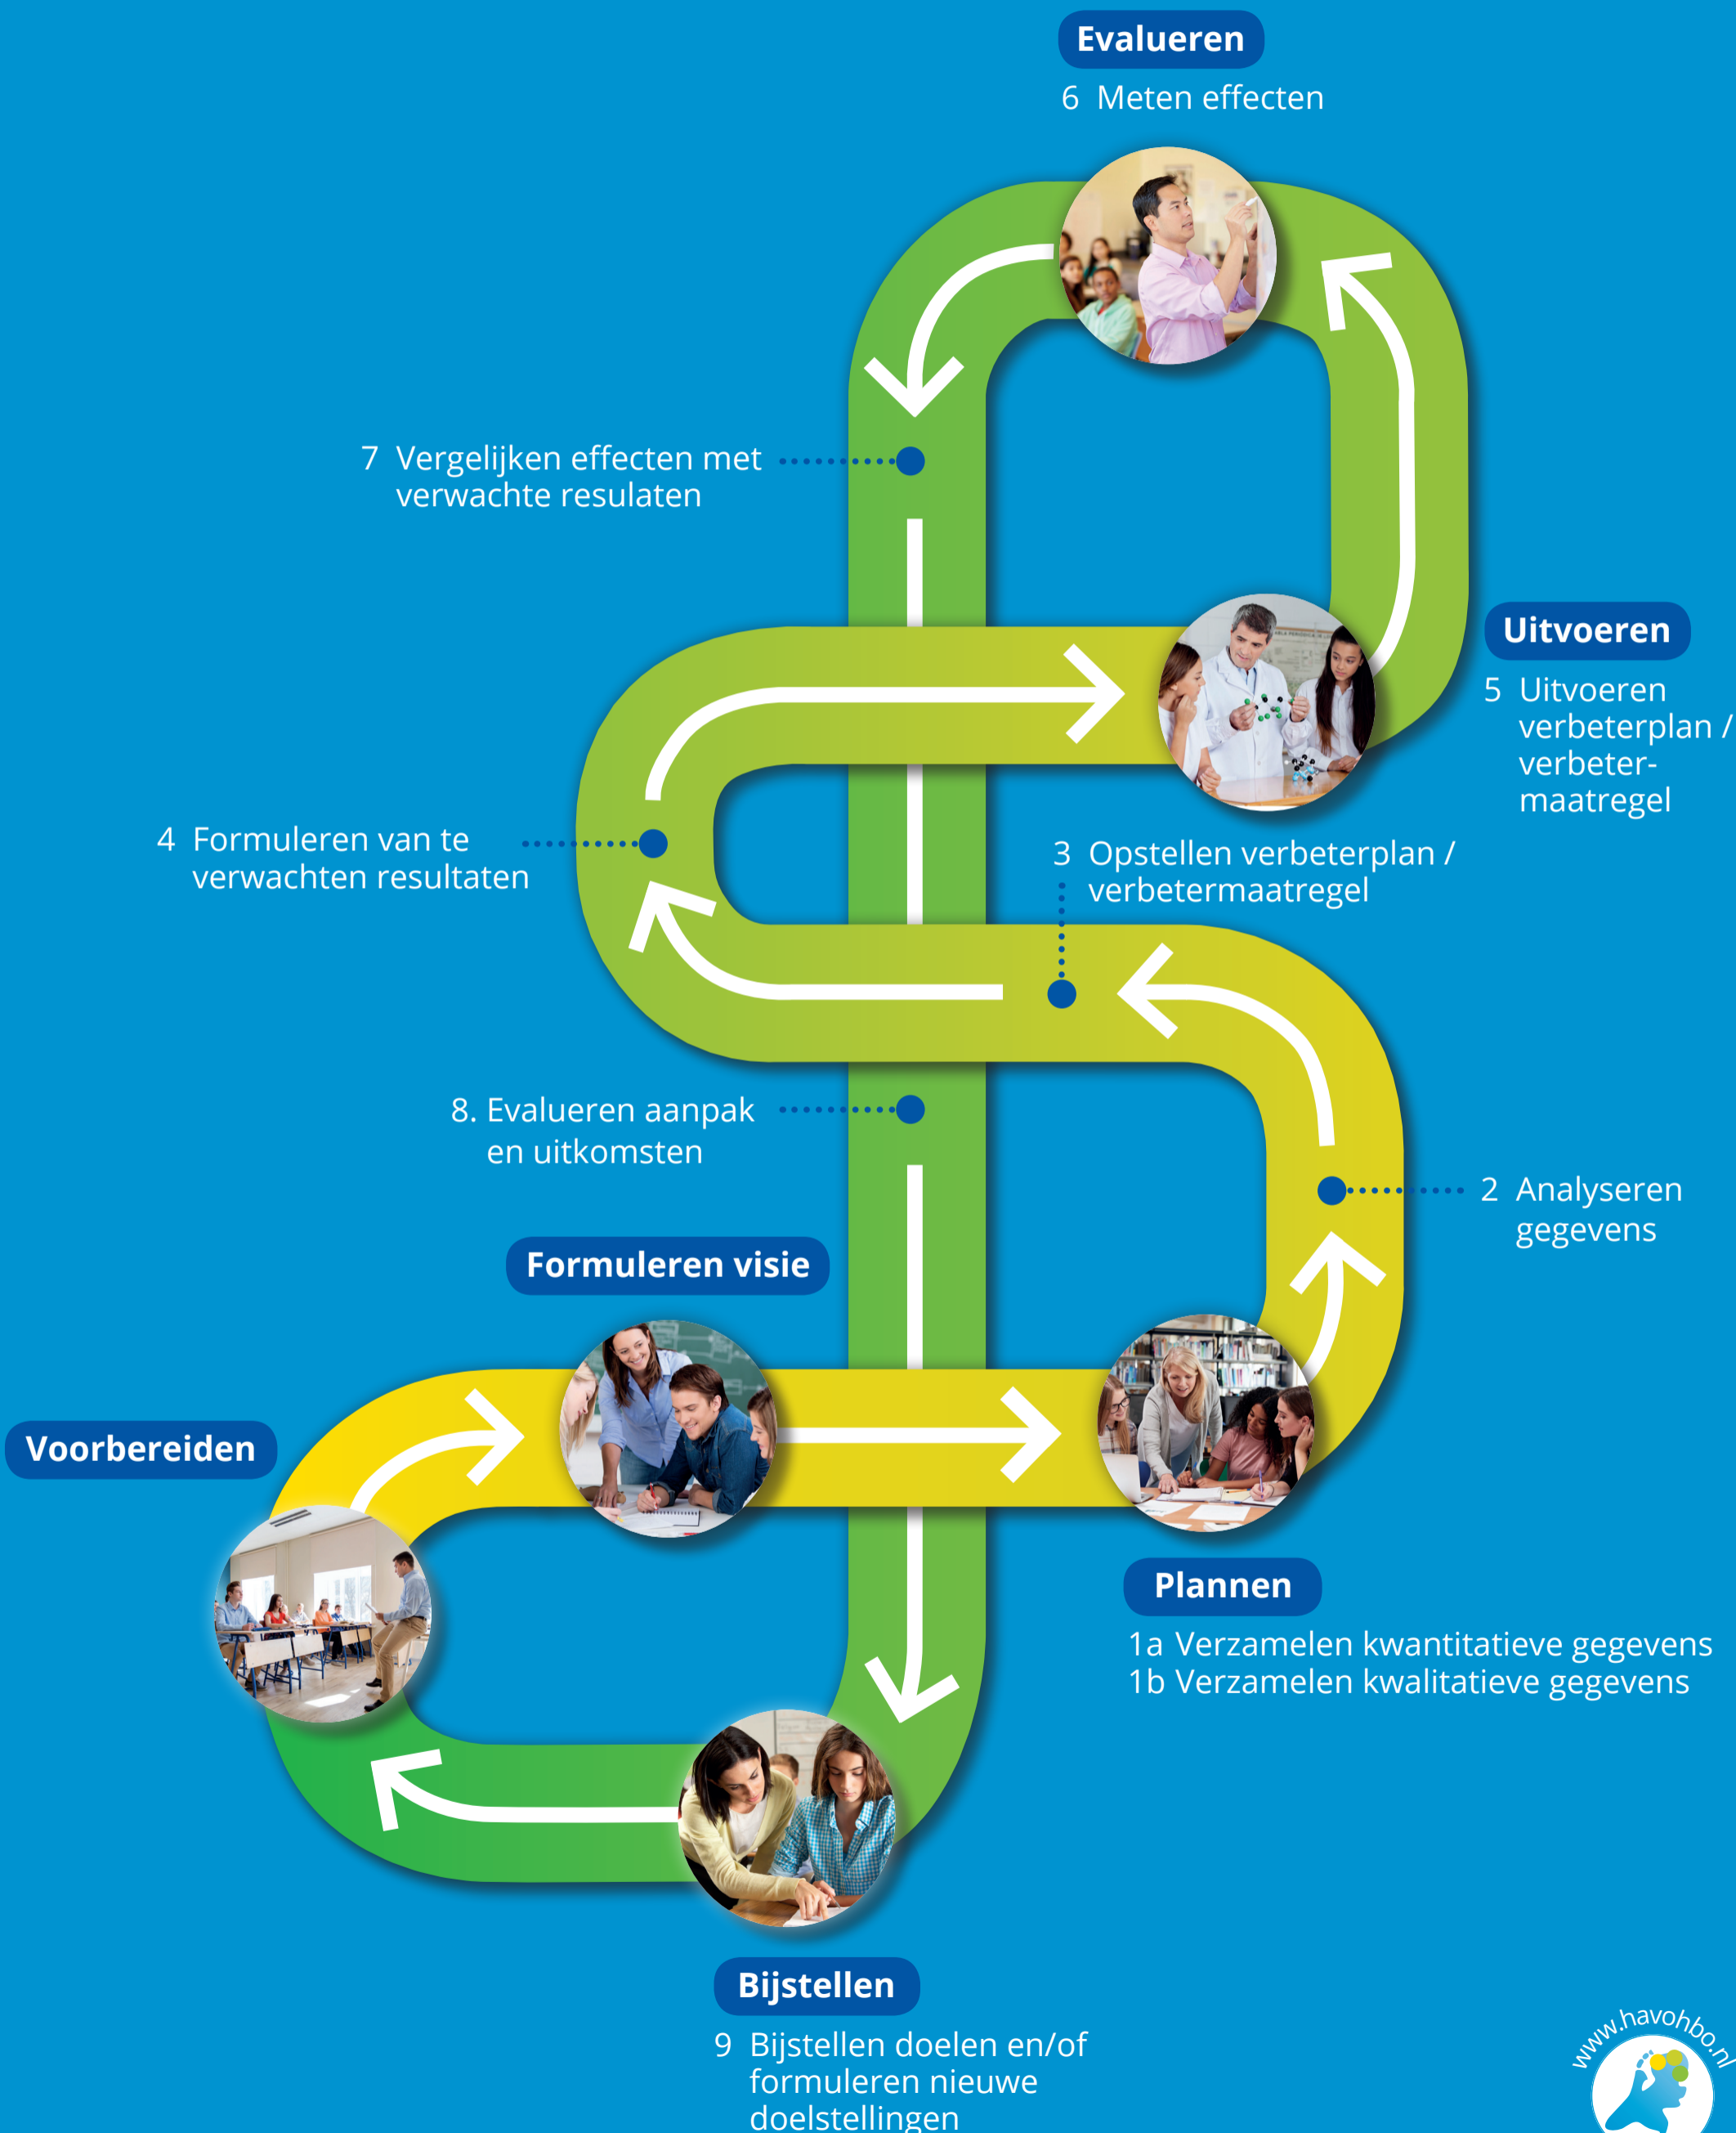 Evalueren
6 Meten effecten
7 Vergelijken effecten met
verwachte resulaten
Uitvoeren
5 Uitvoeren
verbeterplan /
verbeter-
maatregel
4 Formuleren van te
verwachten resultaten
3 Opstellen verbeterplan /
verbetermaatregel
8. Evalueren aanpak
en uitkomsten
2 Analyseren
gegevens
Formuleren visie
Voorbereiden
Plannen
1a Verzamelen kwantitatieve gegevens
1b Verzamelen kwalitatieve gegevens
Bijstellen
9 Bijstellen doelen en/of
formuleren nieuwe
doelstellingen
www.havohbo.nl